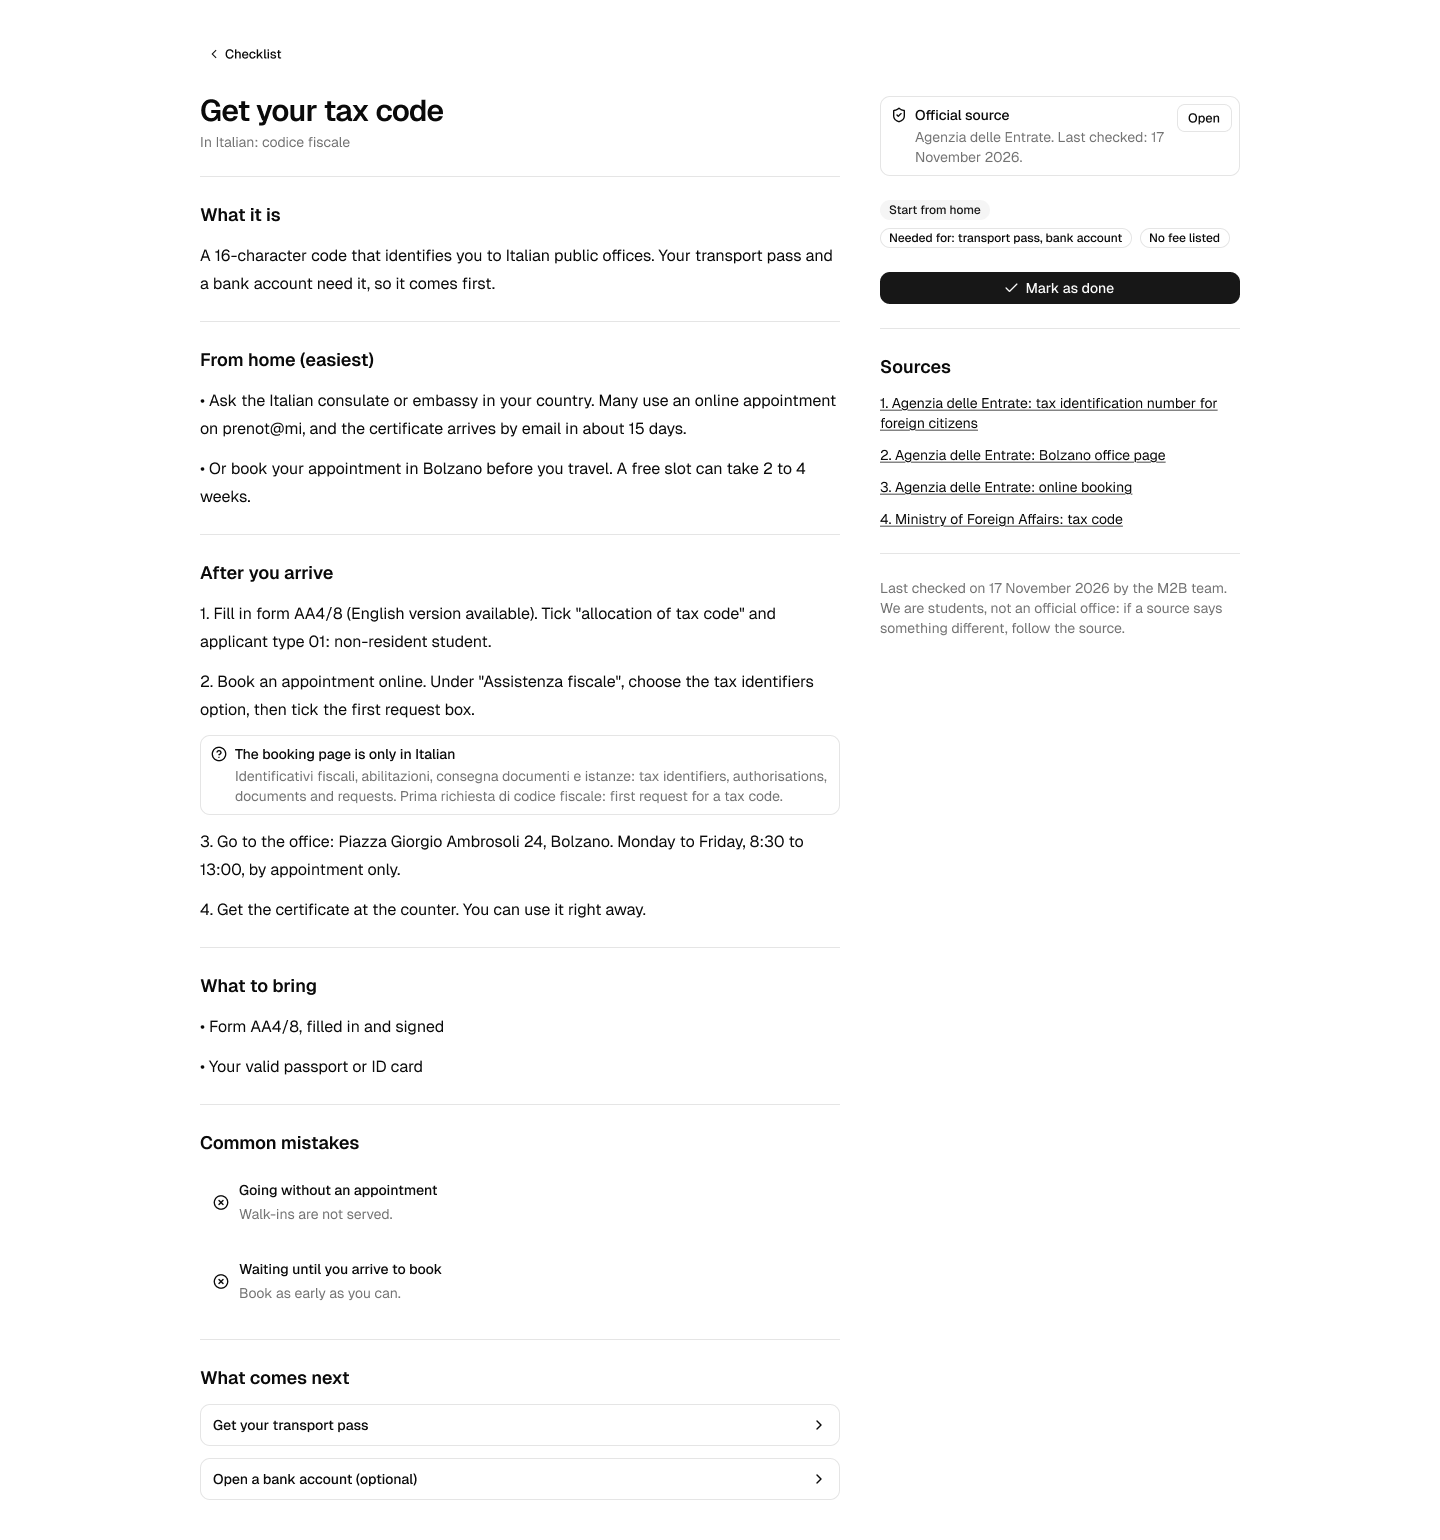 Checklist
Get your tax code
In Italian: codice fiscale
What it is
A 16-character code that identifies you to Italian public offices. Your transport pass and
a bank account need it, so it comes first.
From home (easiest)
• Ask the Italian consulate or embassy in your country. Many use an online appointment
on prenot@mi, and the certificate arrives by email in about 15 days.
• Or book your appointment in Bolzano before you travel. A free slot can take 2 to 4
weeks.
After you arrive
1. Fill in form AA4/8 (English version available). Tick "allocation of tax code" and
applicant type 01: non-resident student.
2. Book an appointment online. Under "Assistenza fiscale", choose the tax identifiers
option, then tick the first request box.
The booking page is only in Italian
Identificativi fiscali, abilitazioni, consegna documenti e istanze: tax identifiers, authorisations,
documents and requests. Prima richiesta di codice fiscale: first request for a tax code.
3. Go to the office: Piazza Giorgio Ambrosoli 24, Bolzano. Monday to Friday, 8:30 to
13:00, by appointment only.
4. Get the certificate at the counter. You can use it right away.
What to bring
• Form AA4/8, filled in and signed
• Your valid passport or ID card
Common mistakes
Going without an appointment
Walk-ins are not served.
Waiting until you arrive to book
Book as early as you can.
What comes next
Get your transport pass
Open a bank account (optional)
Official source
Open
Agenzia delle Entrate. Last checked: 17
November 2026.
Start from home
Needed for: transport pass, bank account
No fee listed
Mark as done
Sources
1. Agenzia delle Entrate: tax identification number for
foreign citizens
2. Agenzia delle Entrate: Bolzano office page
3. Agenzia delle Entrate: online booking
4. Ministry of Foreign Affairs: tax code
Last checked on 17 November 2026 by the M2B team.
We are students, not an official office: if a source says
something different, follow the source.